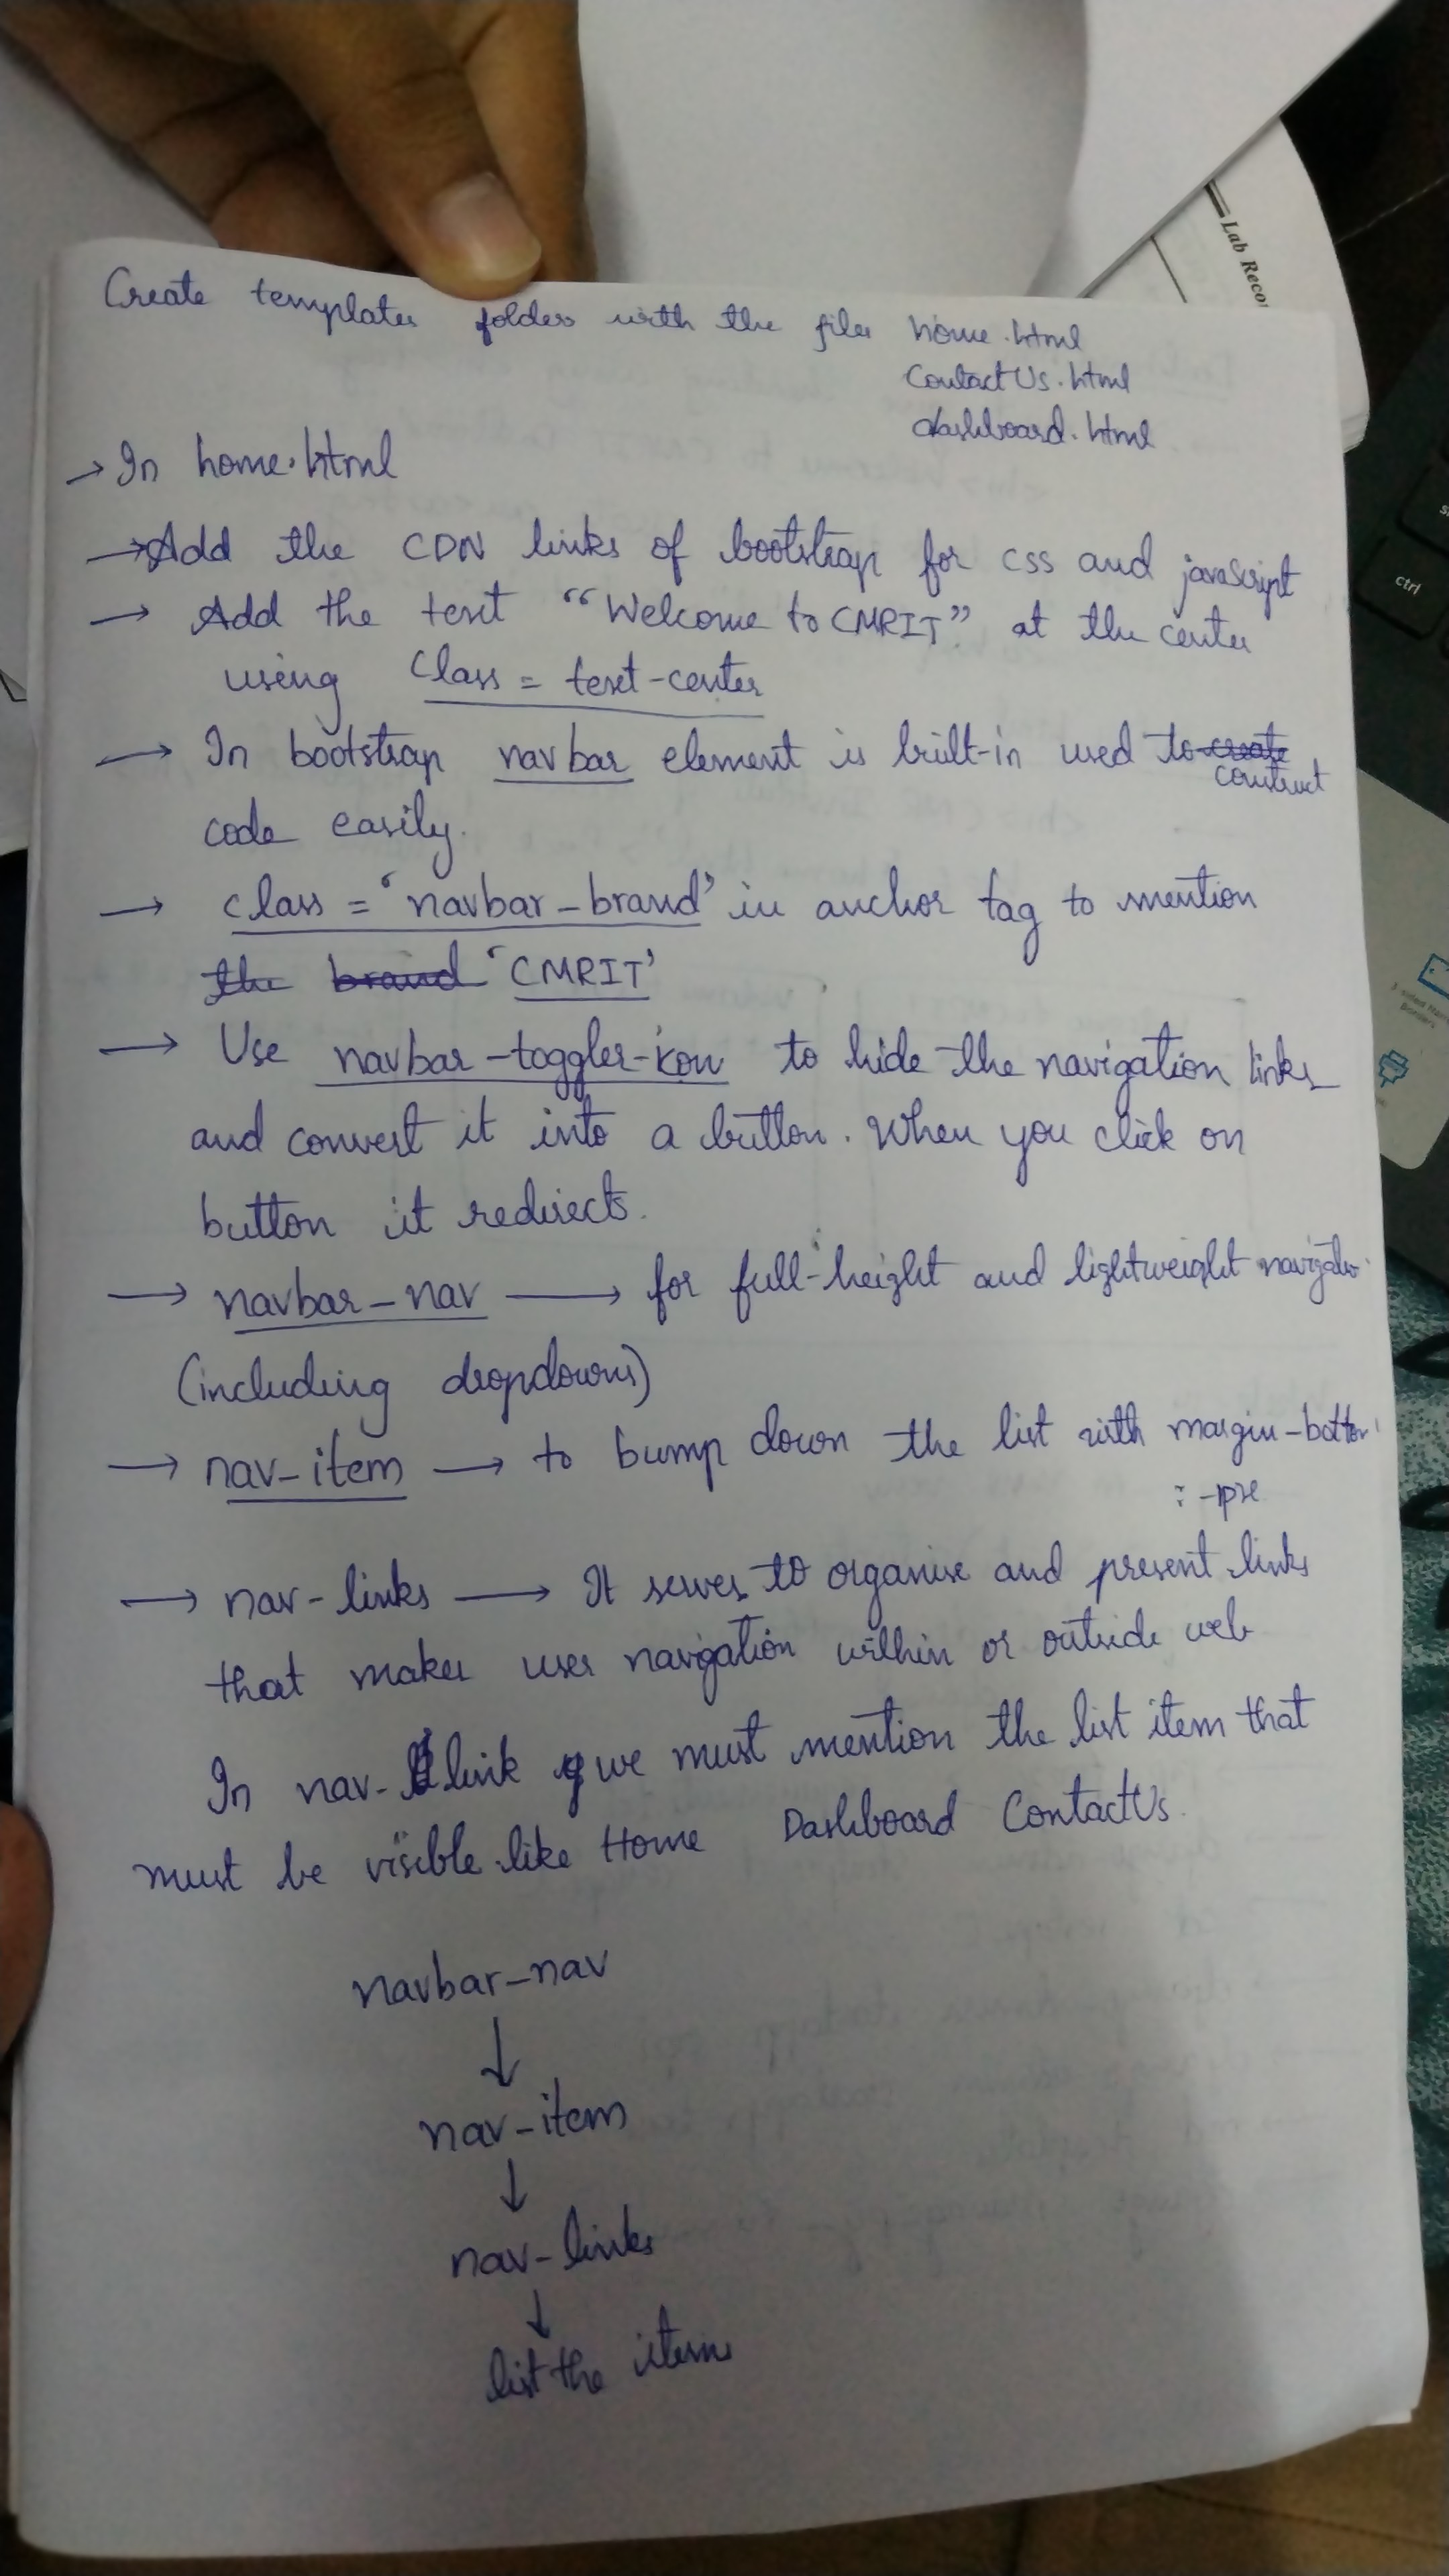 Lab Recor
Create templates folder with the files home.html
ContactUs.html
dashboard.html
→ In home.html
→ Add the CDN links of bootstrap for css and javascript
→ Add the text “Welcome to CMRIT” at the center
using class = text-center
→ In bootstrap navbar element is built-in used to create
construct
code easily.
→ class = ‘navbar-brand’ in anchor tag to mention
the brand ‘CMRIT’
→ Use navbar-toggler-icon to hide the navigation links
and convert it into a button. When you click on
button it redirects.
→ navbar-nav → for full-height and lightweight navigatio
(including dropdowns)
→ nav-item → to bump down the list with margin-bottom
: -1px
→ nav-links → It serves to organise and present links
that makes user navigation within or outside web
In nav-link we must mention the list item that
must be visible like Home Dashboard ContactUs
navbar-nav
↓
nav-item
↓
nav-links
↓
list the items
ctrl